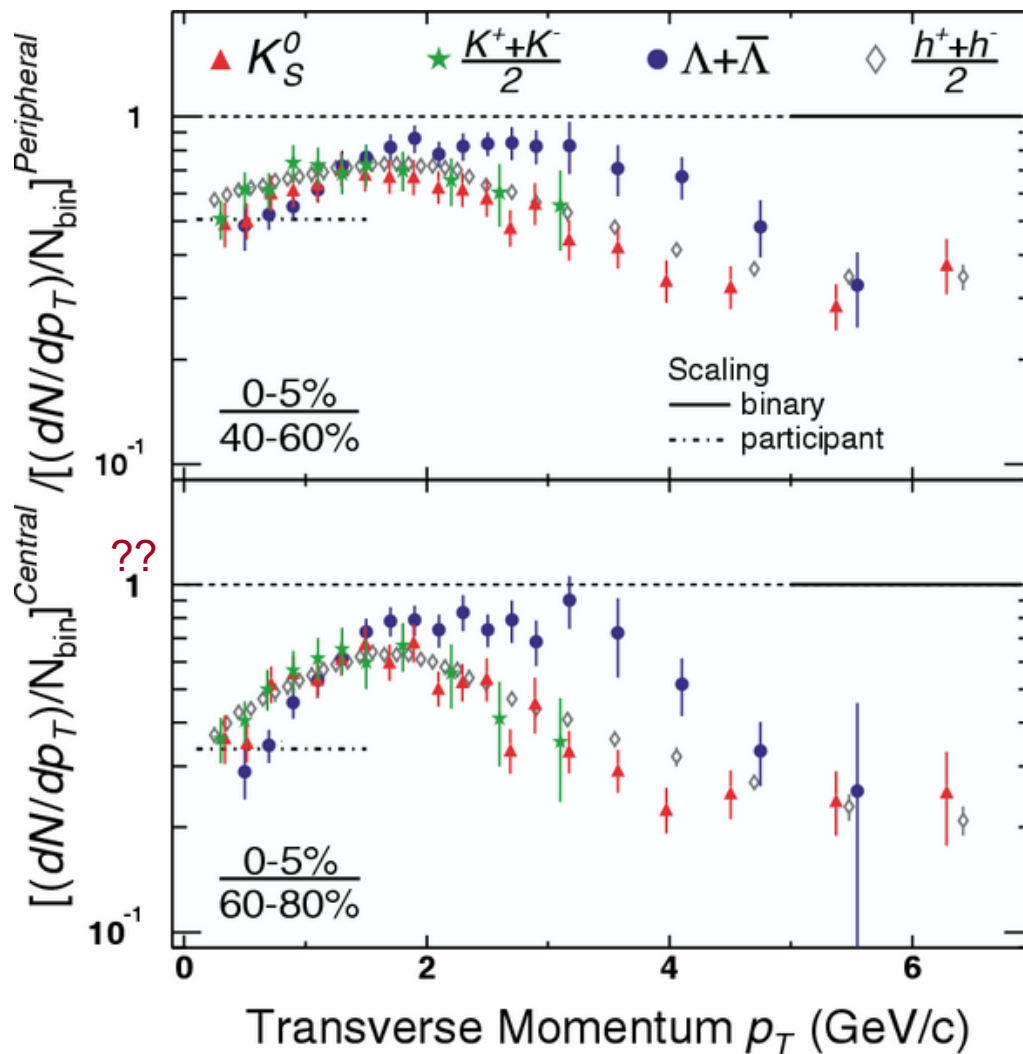 K⁰_S
K⁺+K⁻
2
Λ+Λ̅
h⁺+h⁻
2
[(dN/dp_T)/N_bin]^Central /[(dN/dp_T)/N_bin]^Peripheral
1
10⁻¹
0-5%
40-60%
Scaling
binary
participant
??
1
10⁻¹
0-5%
60-80%
0 2 4 6
Transverse Momentum p_T (GeV/c)